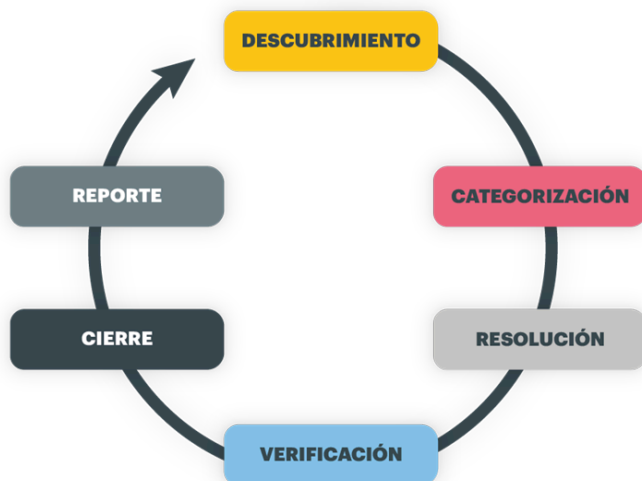 DESCUBRIMIENTO
CATEGORIZACIÓN
RESOLUCIÓN
VERIFICACIÓN
CIERRE
REPORTE